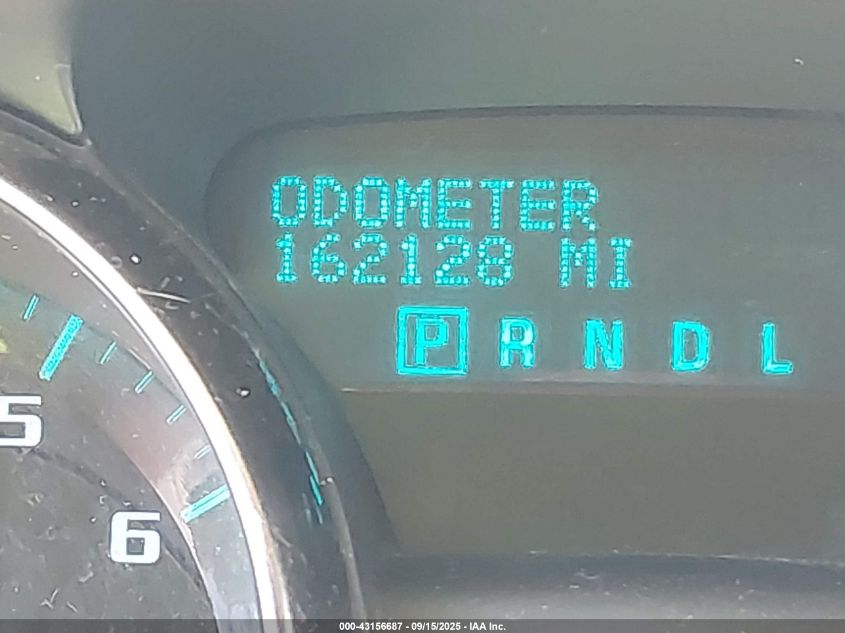 ODOMETER
162128 MI
P R N D L
5
6
000-43156687 - 09/15/2025 - IAA Inc.